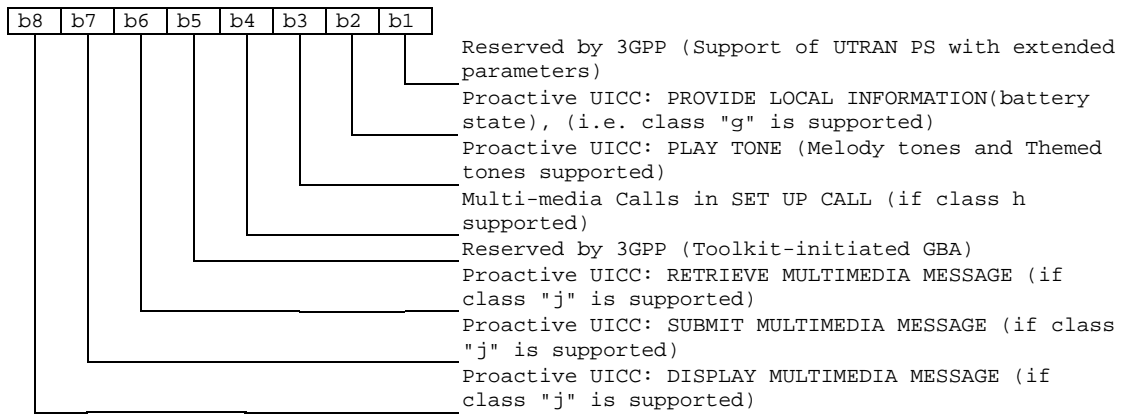 b8 b7 b6 b5 b4 b3 b2 b1
Reserved by 3GPP (Support of UTRAN PS with extended
parameters)
Proactive UICC: PROVIDE LOCAL INFORMATION(battery
state), (i.e. class "g" is supported)
Proactive UICC: PLAY TONE (Melody tones and Themed
tones supported)
Multi-media Calls in SET UP CALL (if class h
supported)
Reserved by 3GPP (Toolkit-initiated GBA)
Proactive UICC: RETRIEVE MULTIMEDIA MESSAGE (if
class "j" is supported)
Proactive UICC: SUBMIT MULTIMEDIA MESSAGE (if class
"j" is supported)
Proactive UICC: DISPLAY MULTIMEDIA MESSAGE (if
class "j" is supported)